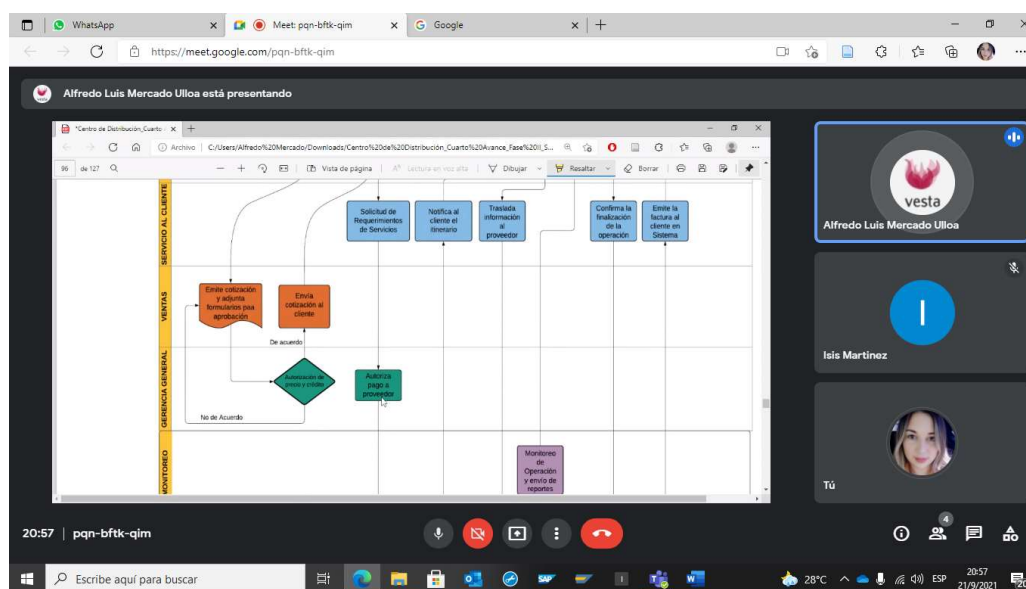 WhatsApp
Meet: pqn-bftk-qim
Google
https://meet.google.com/pqn-bftk-qim
Alfredo Luis Mercado Ulloa está presentando
*Centro de Distribución_Cuarto
Archivo
C:/Users/Alfredo%20Mercado/Downloads/Centro%20de%20Distribución_Cuarto%20Avance_Fase%20II_S...
96
de 127
Vista de página
Lectura en voz alta
Dibujar
Resaltar
Borrar
SERVICIO AL CLIENTE
Solicitud de
Requerimientos
de Servicios
Notifica al
cliente el
itinerario
Traslada
información
al
proveedor
Confirma la
finalización
de la
operación
Emite la
factura al
cliente en
Sistema
VENTAS
Emite cotización
y adjunta
formularios paa
aprobación
Envía
cotización al
cliente
De acuerdo
GERENCIA GENERAL
Autorización de
precio y crédito
Autoriza
pago a
proveedor
No de Acuerdo
MONITOREO
Monitoreo
de
Operación
y envío de
reportes
vesta
Alfredo Luis Mercado Ulloa
I
Isis Martinez
Tú
20:57 | pqn-bftk-qim
4
Escribe aquí para buscar
SAP
28°C
ESP
20:57
21/9/2021